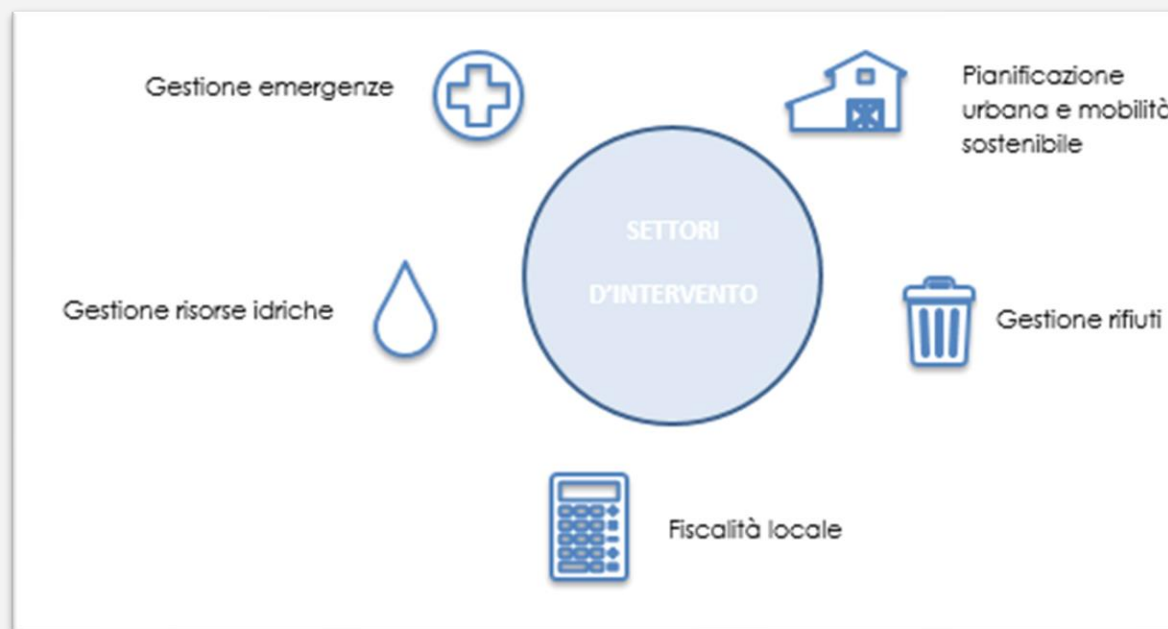 Gestione emergenze
Pianificazione
urbana e mobilità
sostenibile
SETTORI
D'INTERVENTO
Gestione risorse idriche
Gestione rifiuti
Fiscalità locale